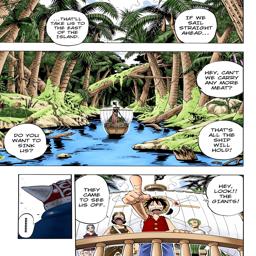 IF WE
SAIL
STRAIGHT
AHEAD...
...THAT'LL
TAKE US TO
THE EAST
OF THE
ISLAND.
HEY, CAN'T
WE CARRY
ANY MORE
MEAT?
THAT'S
ALL THE
SHIP
WILL
HOLD!
DO YOU
WANT TO
SINK
US?
HEY,
LOOK!!
THE
GIANTS!
THEY
CAME
TO SEE
US OFF.